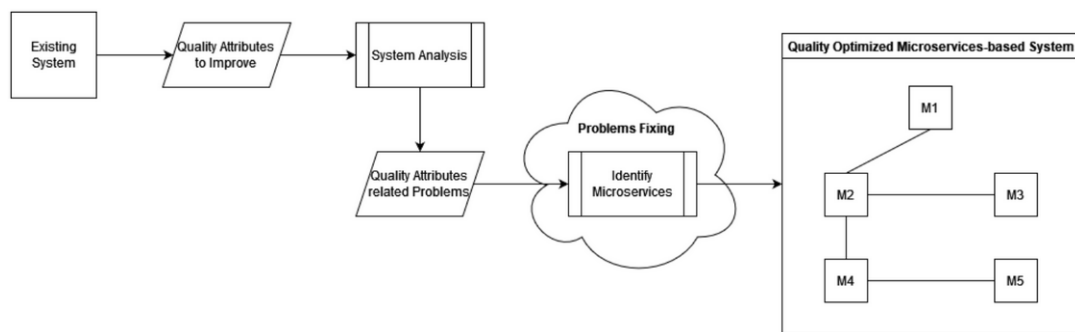 Existing
System
Quality Attributes
to Improve
System Analysis
Quality Attributes
related Problems
Problems Fixing
Identify
Microservices
Quality Optimized Microservices-based System
M1
M2
M3
M4
M5